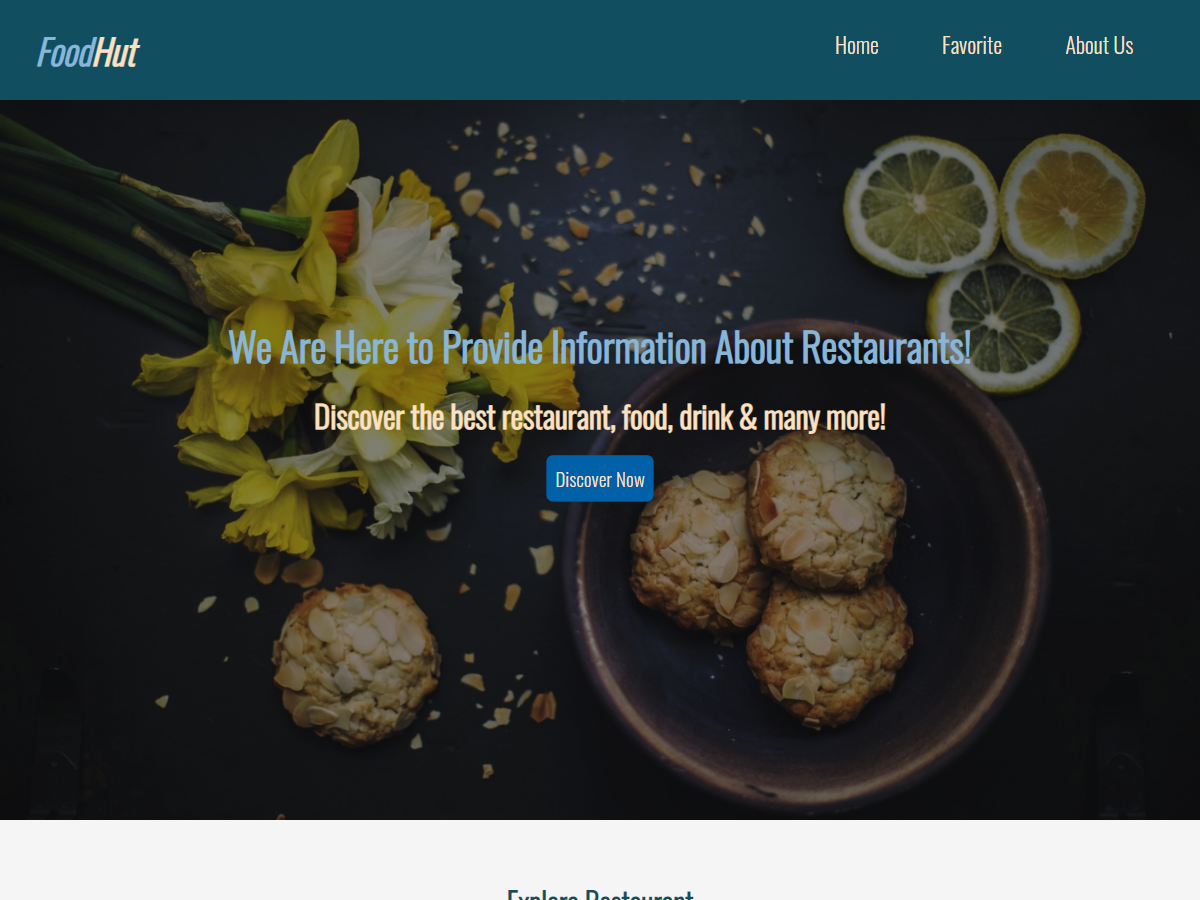 FoodHut
Home
Favorite
About Us
We Are Here to Provide Information About Restaurants!
Discover the best restaurant, food, drink & many more!
Discover Now
Explore Restaurant